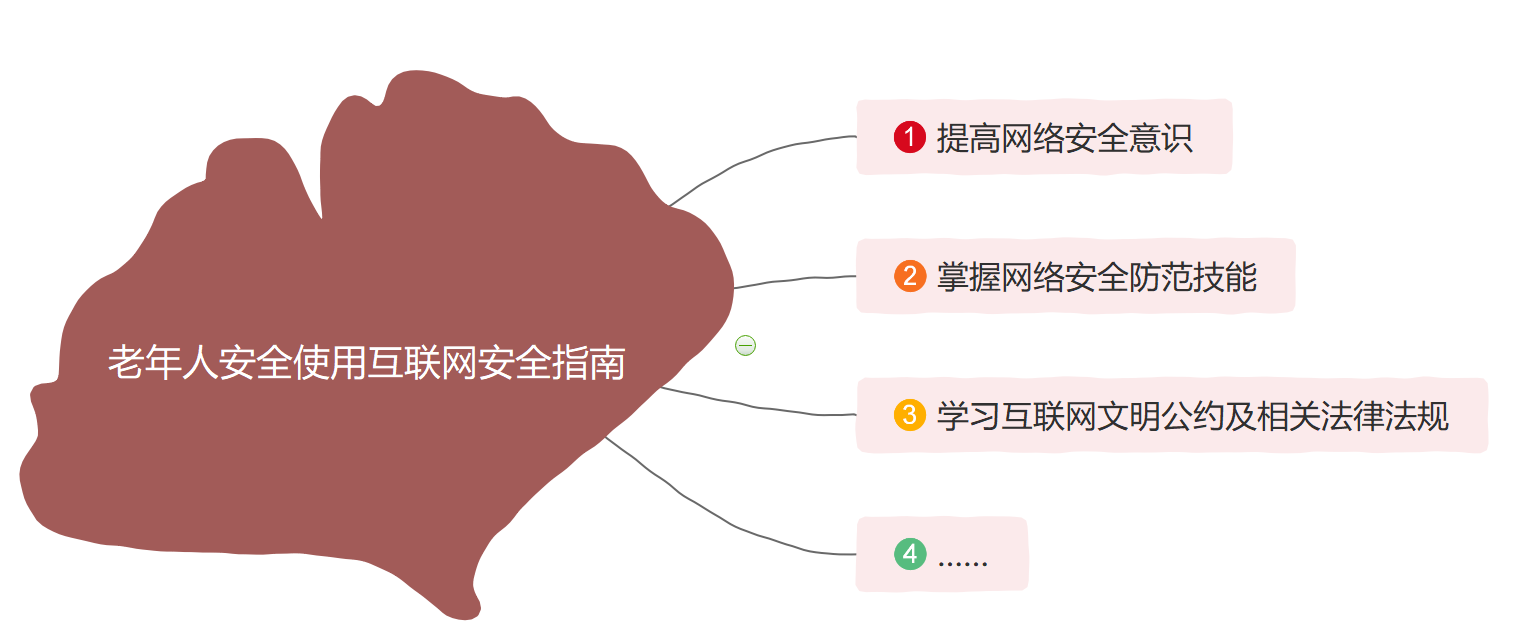 老年人安全使用互联网安全指南
1 提高网络安全意识
2 掌握网络安全防范技能
3 学习互联网文明公约及相关法律法规
4 ……